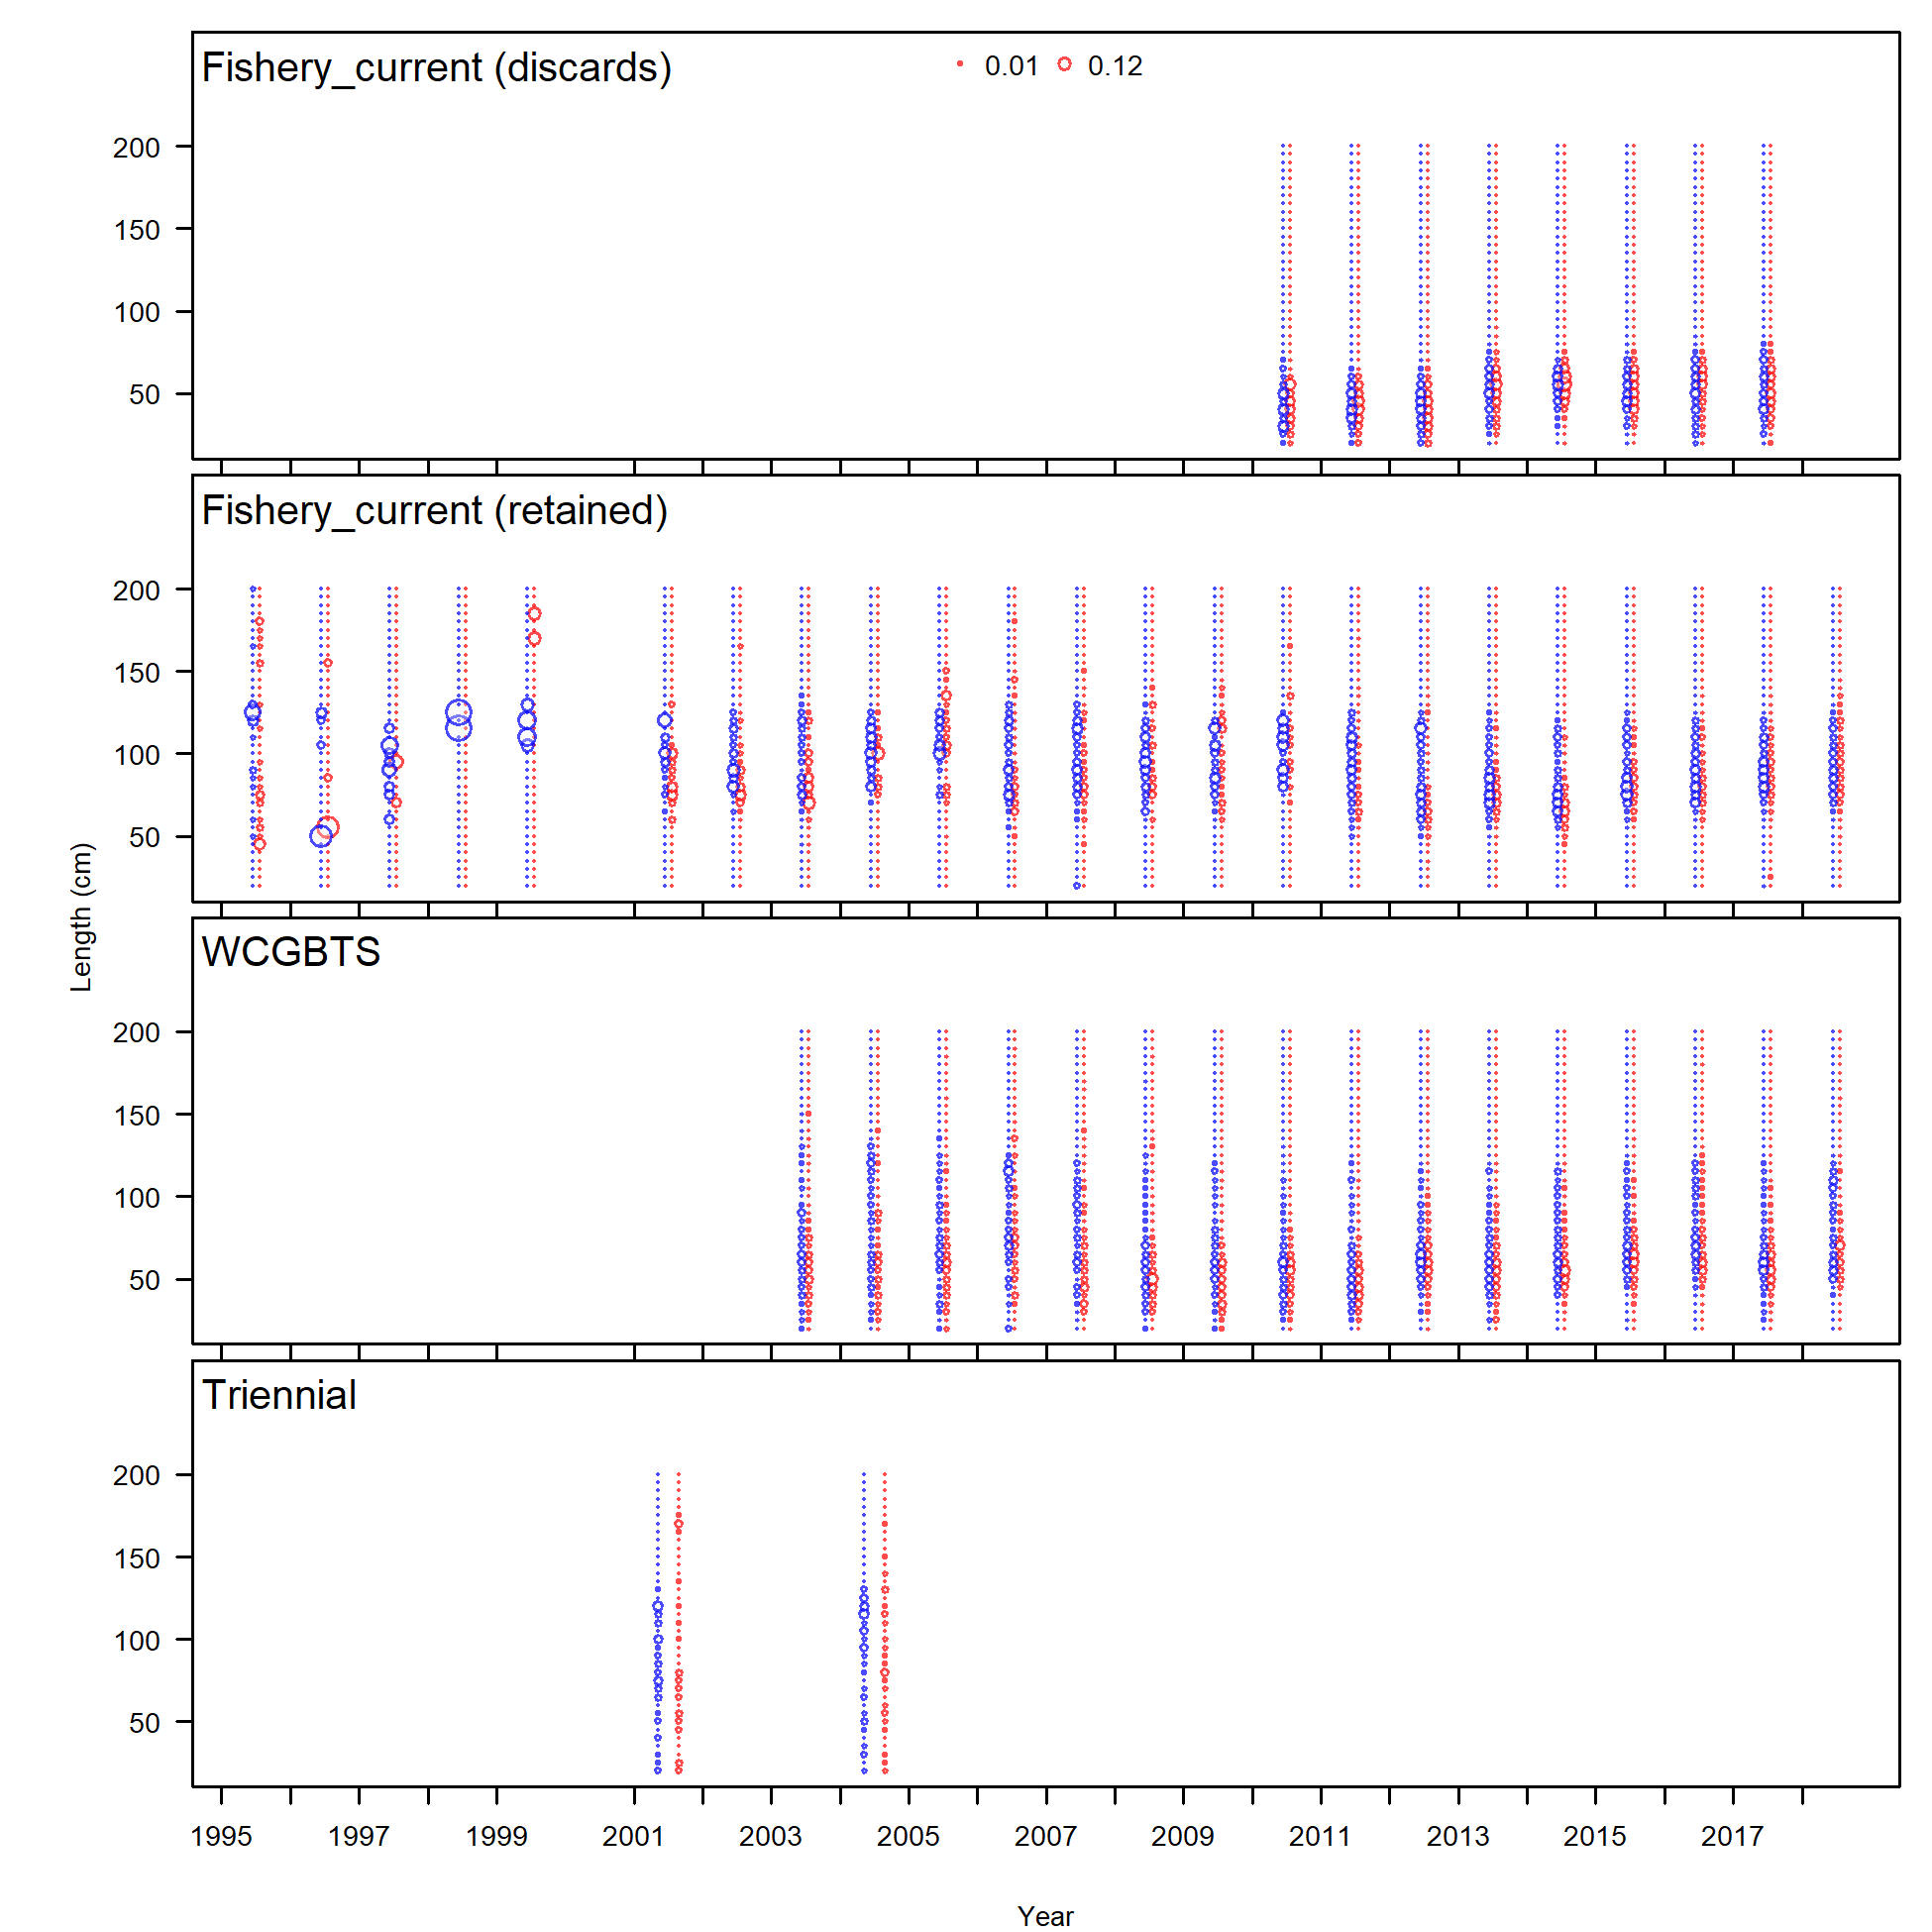 Fishery_current (discards)
0.01 0.12
200
150
100
50
Fishery_current (retained)
200
150
100
50
Length (cm)
WCGBTS
200
150
100
50
Triennial
200
150
100
50
1995 1997 1999 2001 2003 2005 2007 2009 2011 2013 2015 2017
Year